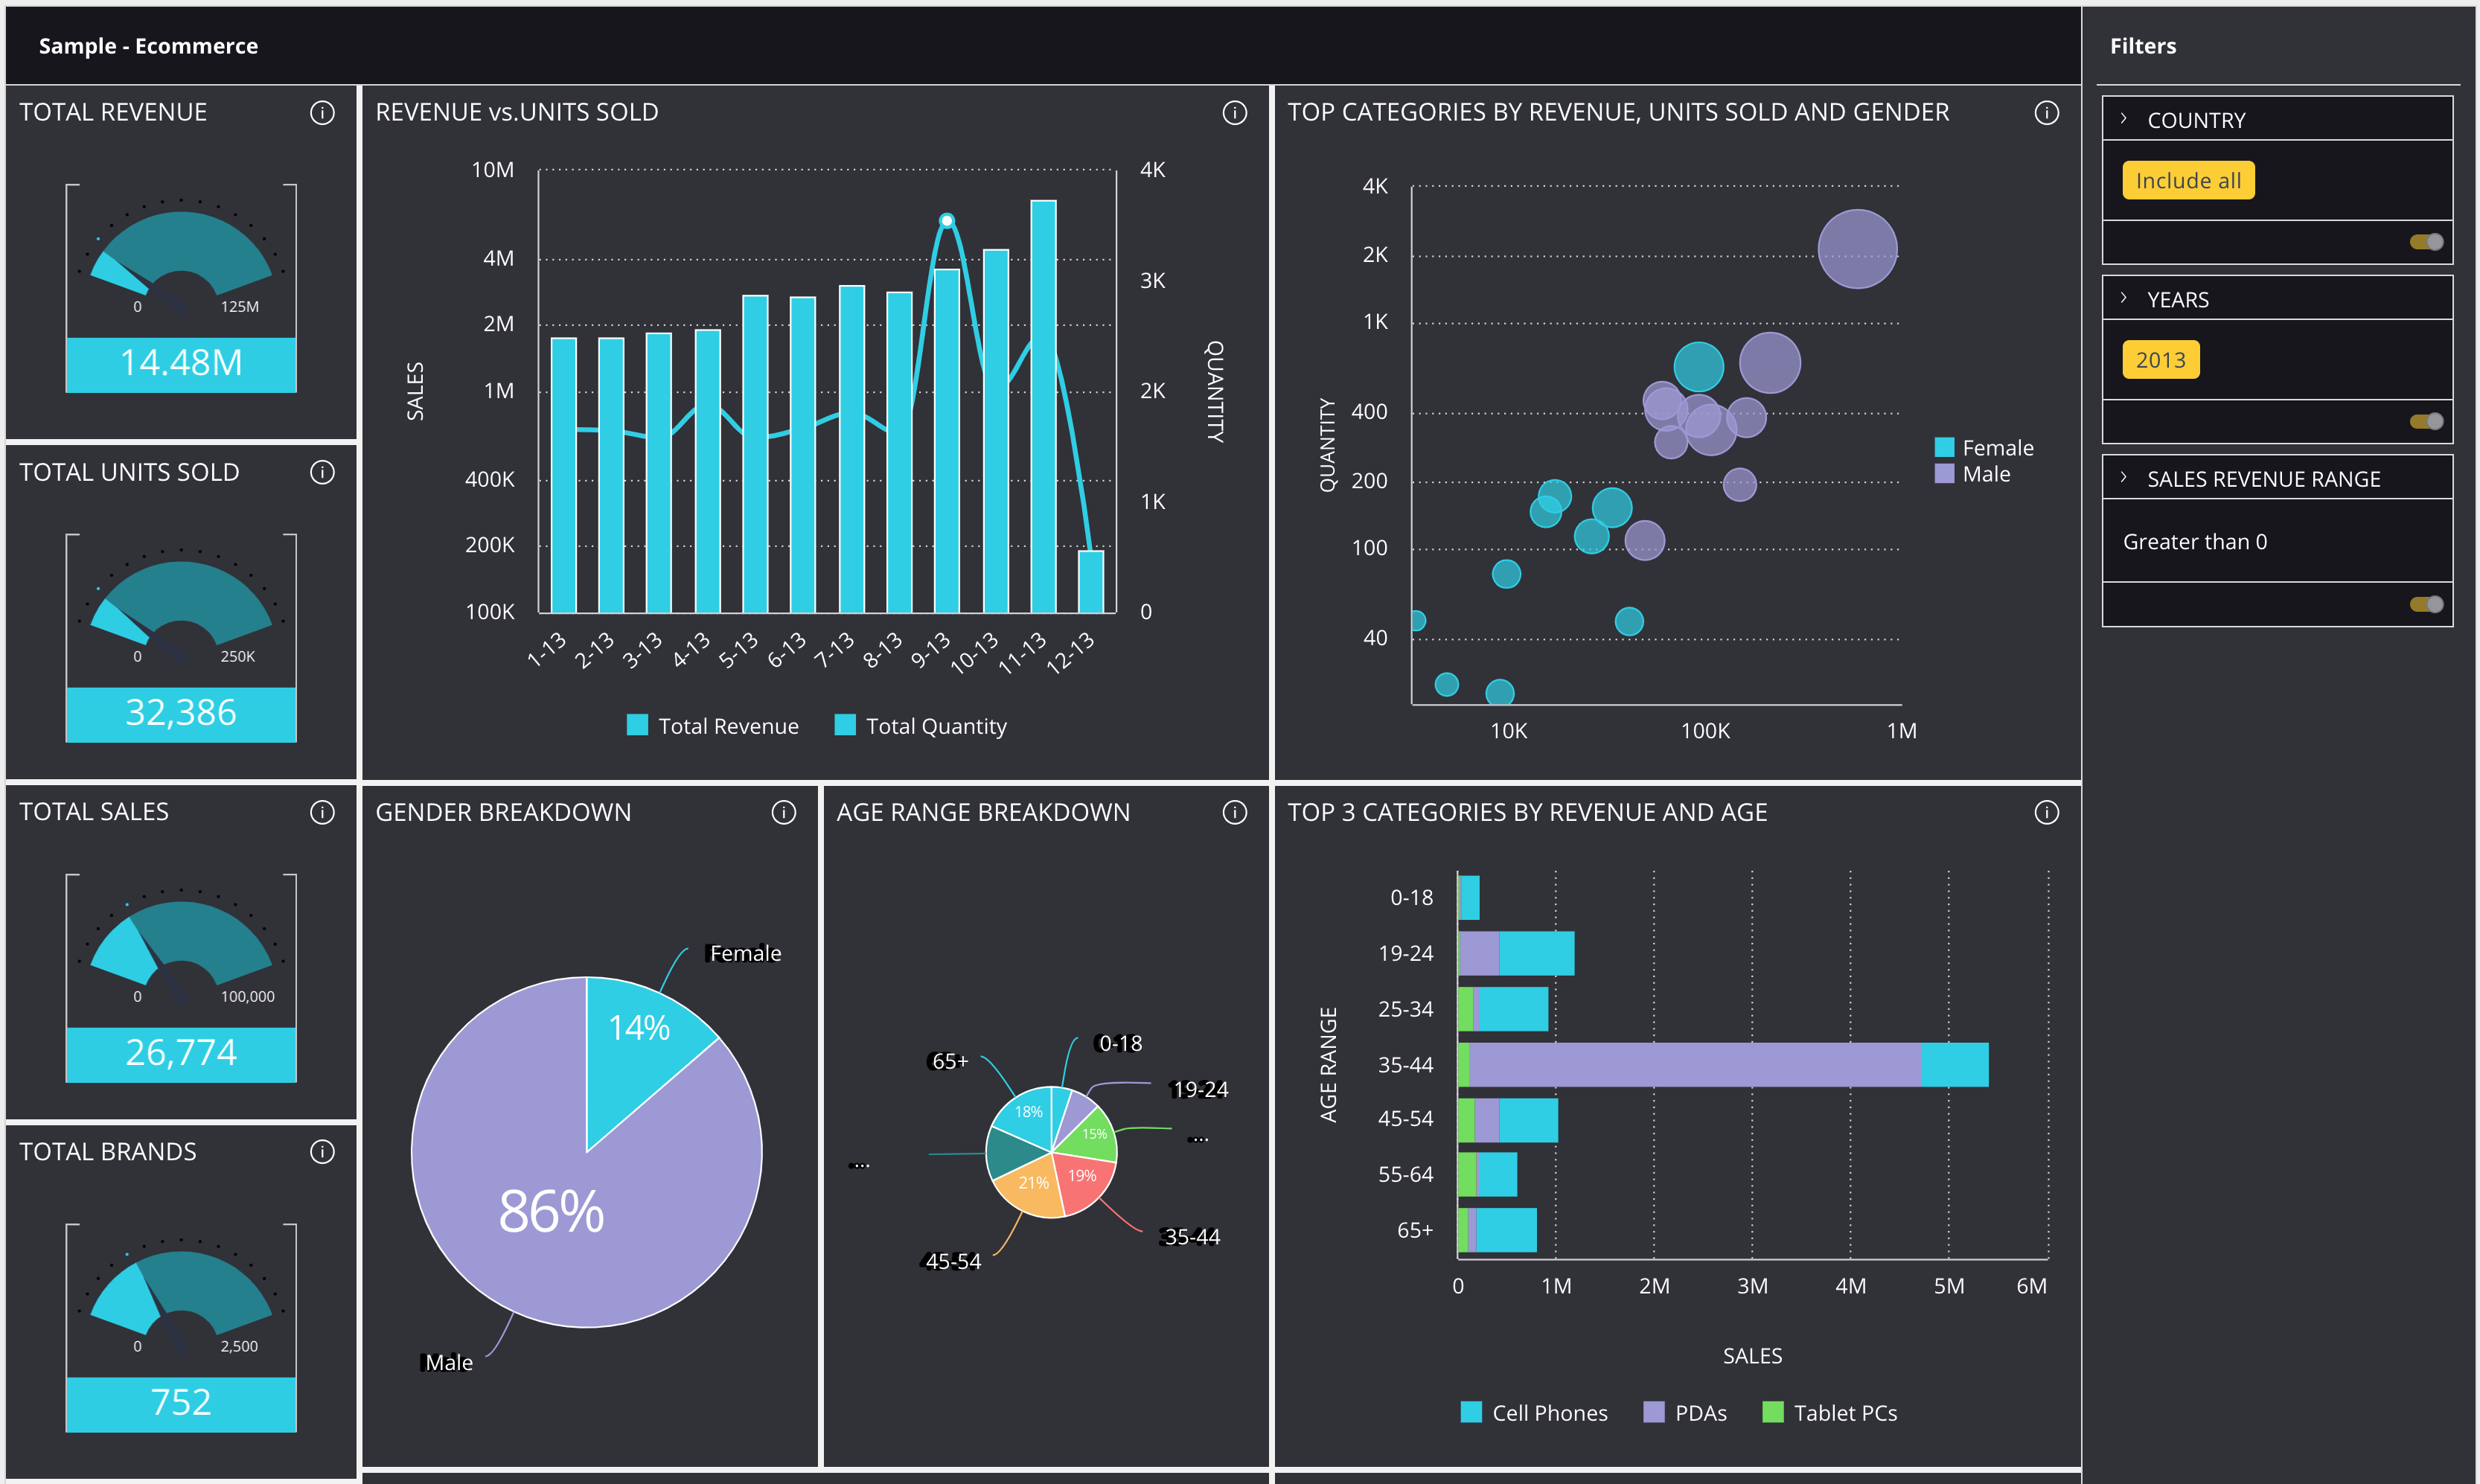 Sample - Ecommerce
Filters
TOTAL REVENUE
0
125M
14.48M
TOTAL UNITS SOLD
0
250K
32,386
TOTAL SALES
0
100,000
26,774
TOTAL BRANDS
0
2,500
752
REVENUE vs.UNITS SOLD
10M
4M
2M
1M
400K
200K
100K
SALES
4K
3K
2K
1K
0
QUANTITY
1-13
2-13
3-13
4-13
5-13
6-13
7-13
8-13
9-13
10-13
11-13
12-13
Total Revenue
Total Quantity
TOP CATEGORIES BY REVENUE, UNITS SOLD AND GENDER
4K
2K
1K
400
200
100
40
QUANTITY
10K
100K
1M
Female
Male
GENDER BREAKDOWN
Female
14%
86%
Male
AGE RANGE BREAKDOWN
0-18
65+
19-24
18%
15%
...
...
19%
21%
35-44
45-54
TOP 3 CATEGORIES BY REVENUE AND AGE
AGE RANGE
0-18
19-24
25-34
35-44
45-54
55-64
65+
0
1M
2M
3M
4M
5M
6M
SALES
Cell Phones
PDAs
Tablet PCs
COUNTRY
Include all
YEARS
2013
SALES REVENUE RANGE
Greater than 0